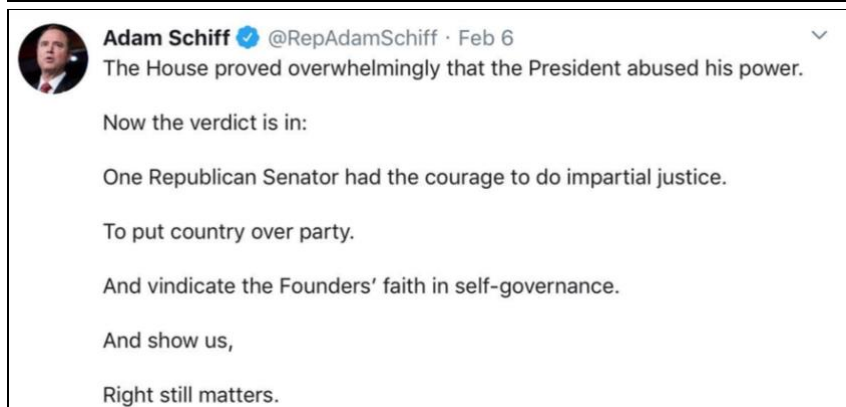 Adam Schiff @RepAdamSchiff · Feb 6
The House proved overwhelmingly that the President abused his power.
Now the verdict is in:
One Republican Senator had the courage to do impartial justice.
To put country over party.
And vindicate the Founders’ faith in self-governance.
And show us,
Right still matters.